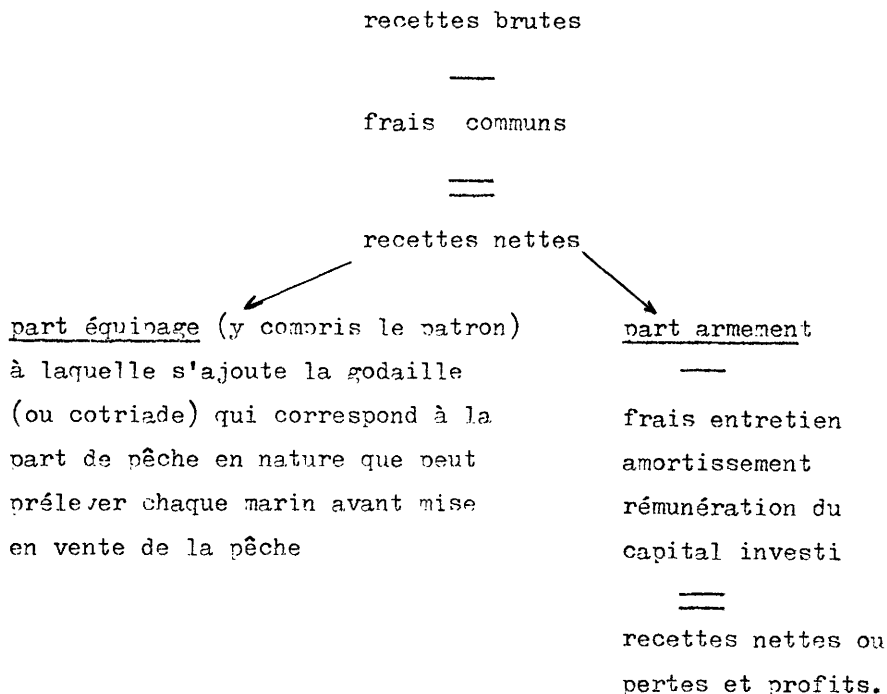 recettes brutes
—
frais communs
=
recettes nettes
part équipage (y compris le patron)
à laquelle s'ajoute la godaille
(ou cotriade) qui correspond à la
part de pêche en nature que peut
prélever chaque marin avant mise
en vente de la pêche
part armement
—
frais entretien
amortissement
rémunération du
capital investi
=
recettes nettes ou
pertes et profits.